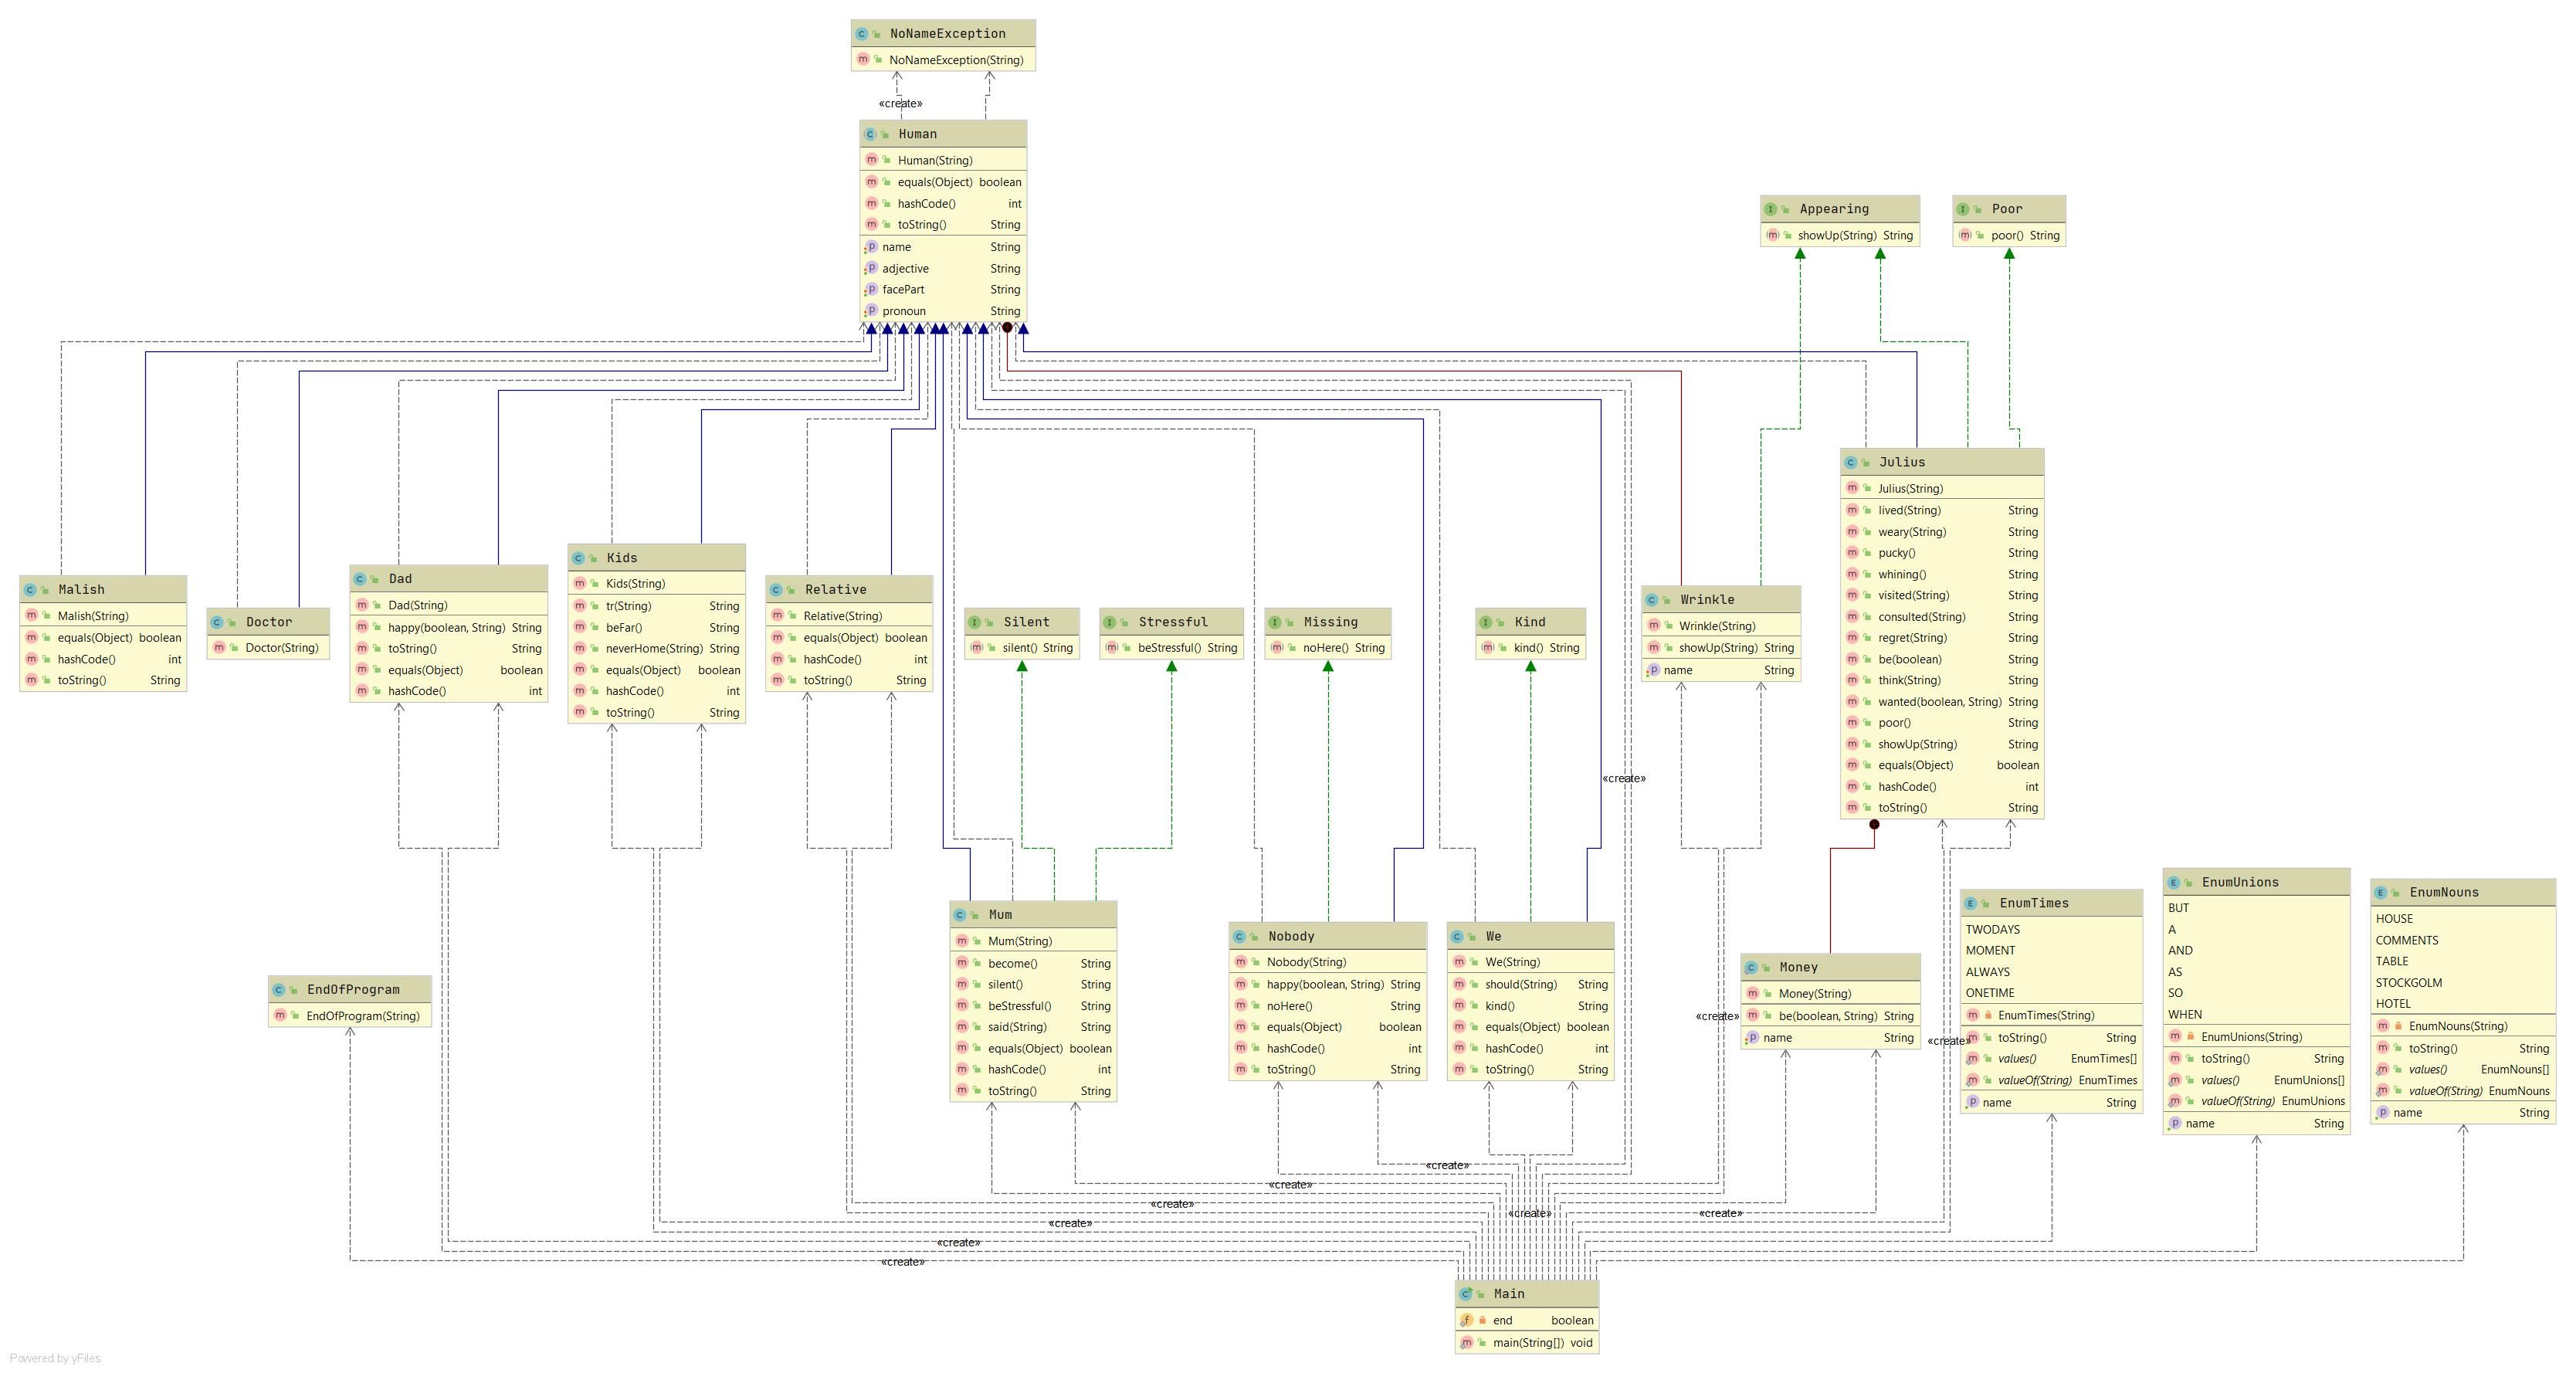 NoNameException
NoNameException(String)
«create»
Human
Human(String)
equals(Object) boolean
hashCode() int
toString() String
name String
adjective String
facePart String
pronoun String
Appearing
showUp(String) String
Poor
poor() String
Julius
Julius(String)
lived(String) String
weary(String) String
pucky() String
whining() String
visited(String) String
consulted(String) String
regret(String) String
be(boolean) String
think(String) String
wanted(boolean, String) String
poor() String
showUp(String) String
equals(Object) boolean
hashCode() int
toString() String
Malish
Malish(String)
equals(Object) boolean
hashCode() int
toString() String
Doctor
Doctor(String)
Dad
Dad(String)
happy(boolean, String) String
toString() String
equals(Object) boolean
hashCode() int
Kids
Kids(String)
tr(String) String
beFar() String
neverHome(String) String
equals(Object) boolean
hashCode() int
toString() String
Relative
Relative(String)
equals(Object) boolean
hashCode() int
toString() String
Silent
silent() String
Stressful
beStressful() String
Missing
noHere() String
Kind
kind() String
Wrinkle
Wrinkle(String)
showUp(String) String
name String
«create»
Mum
Mum(String)
become() String
silent() String
beStressful() String
said(String) String
equals(Object) boolean
hashCode() int
toString() String
Nobody
Nobody(String)
happy(boolean, String) String
noHere() String
equals(Object) boolean
hashCode() int
toString() String
We
We(String)
should(String) String
kind() String
equals(Object) boolean
hashCode() int
toString() String
«create»
Money
Money(String)
be(boolean, String) String
name String
«create»
EnumTimes
TWODAYS
MOMENT
ALWAYS
ONETIME
EnumTimes(String)
toString() String
values() EnumTimes[]
valueOf(String) EnumTimes
name String
EnumUnions
BUT
A
AND
AS
SO
WHEN
EnumUnions(String)
toString() String
values() EnumUnions[]
valueOf(String) EnumUnions
name String
EnumNouns
HOUSE
COMMENTS
TABLE
STOCKGOLM
HOTEL
EnumNouns(String)
toString() String
values() EnumNouns[]
valueOf(String) EnumNouns
name String
EndOfProgram
EndOfProgram(String)
«create»
«create»
«create»
«create»
«create»
«create»
«create»
«create»
Main
end boolean
main(String[]) void
Powered by yFiles